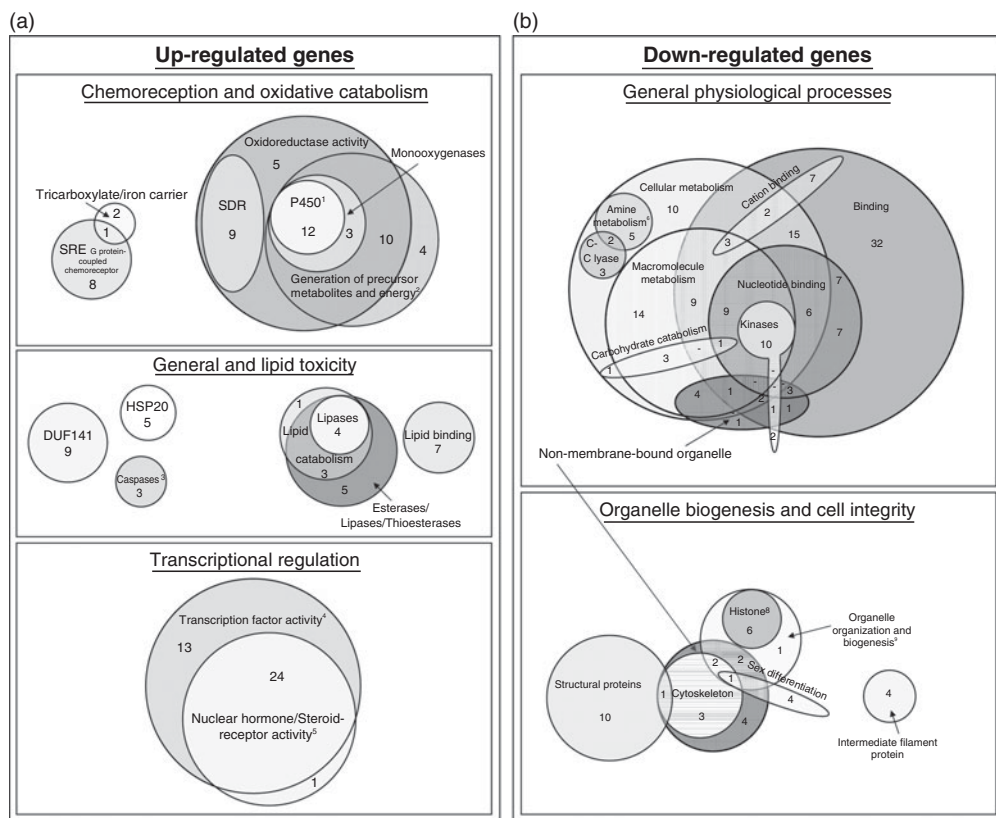 (a)
Up-regulated genes
Chemoreception and oxidative catabolism
Oxidoreductase activity
5
Monooxygenases
Tricarboxylate/iron carrier
2
1
SRE G protein-
coupled
chemoreceptor
8
SDR
9
P450¹
12
3
10
4
Generation of precursor
metabolites and energy²
General and lipid toxicity
DUF141
9
HSP20
5
Caspases³
3
1
Lipid
Lipases
4
catabolism
3
5
Lipid binding
7
Esterases/
Lipases/Thioesterases
Transcriptional regulation
Transcription factor activity⁴
13
24
Nuclear hormone/Steroid-
receptor activity⁵
1
(b)
Down-regulated genes
General physiological processes
Cellular metabolism
10
Cation binding
7
2
3
Binding
32
15
Amine
metabolism⁶
2
5
C-
C lyase
3
Macromolecule
metabolism
14
9
Nucleotide binding
7
9
6
7
Kinases
10
Carbohydrate catabolism
1
3
-
1
4
1
-
-
-
2
3
1
1
1
-
2
Non-membrane-bound organelle
Organelle biogenesis and cell integrity
Histone⁸
6
Organelle
organization and
biogenesis⁹
1
2
2
1
Sex differentiation
4
Structural proteins
10
1
Cytoskeleton
3
4
4
Intermediate filament
protein